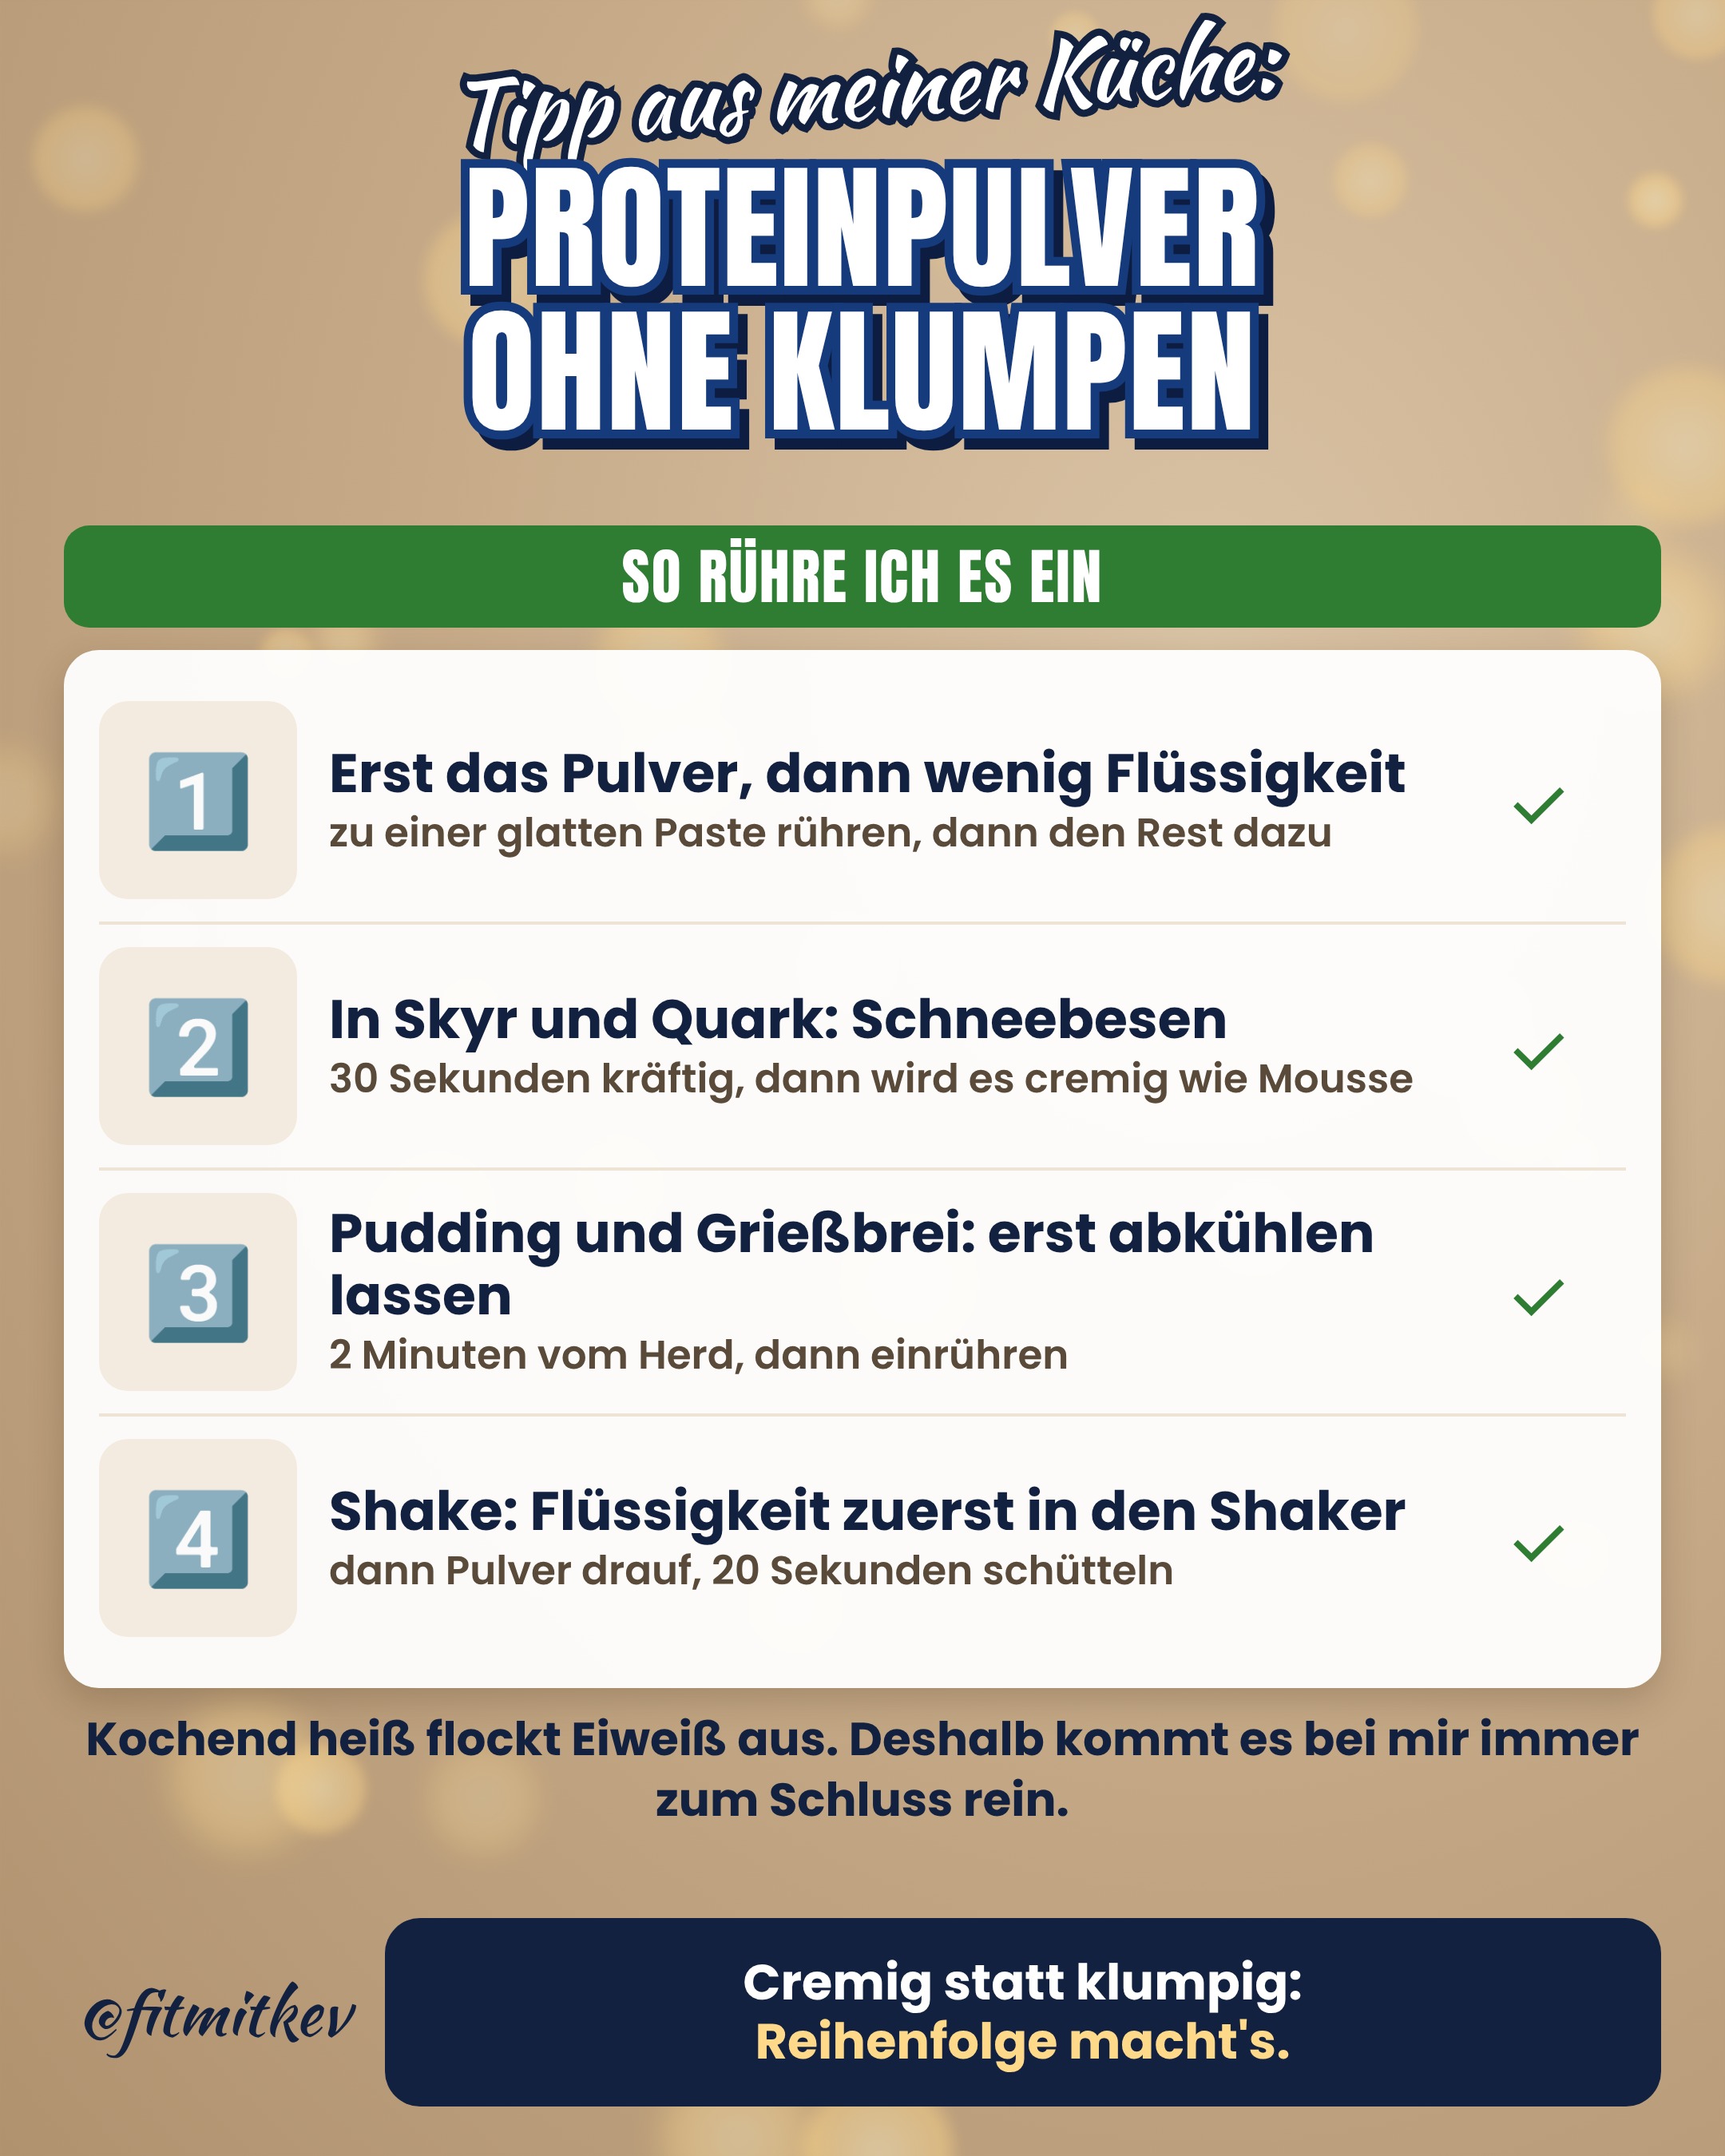 Tipp aus meiner Küche:
PROTEINPULVER
OHNE KLUMPEN
SO RÜHRE ICH ES EIN
1
Erst das Pulver, dann wenig Flüssigkeit
zu einer glatten Paste rühren, dann den Rest dazu
2
In Skyr und Quark: Schneebesen
30 Sekunden kräftig, dann wird es cremig wie Mousse
3
Pudding und Grießbrei: erst abkühlen
lassen
2 Minuten vom Herd, dann einrühren
4
Shake: Flüssigkeit zuerst in den Shaker
dann Pulver drauf, 20 Sekunden schütteln
Kochend heiß flockt Eiweiß aus. Deshalb kommt es bei mir immer
zum Schluss rein.
@fitmitkev
Cremig statt klumpig:
Reihenfolge macht's.